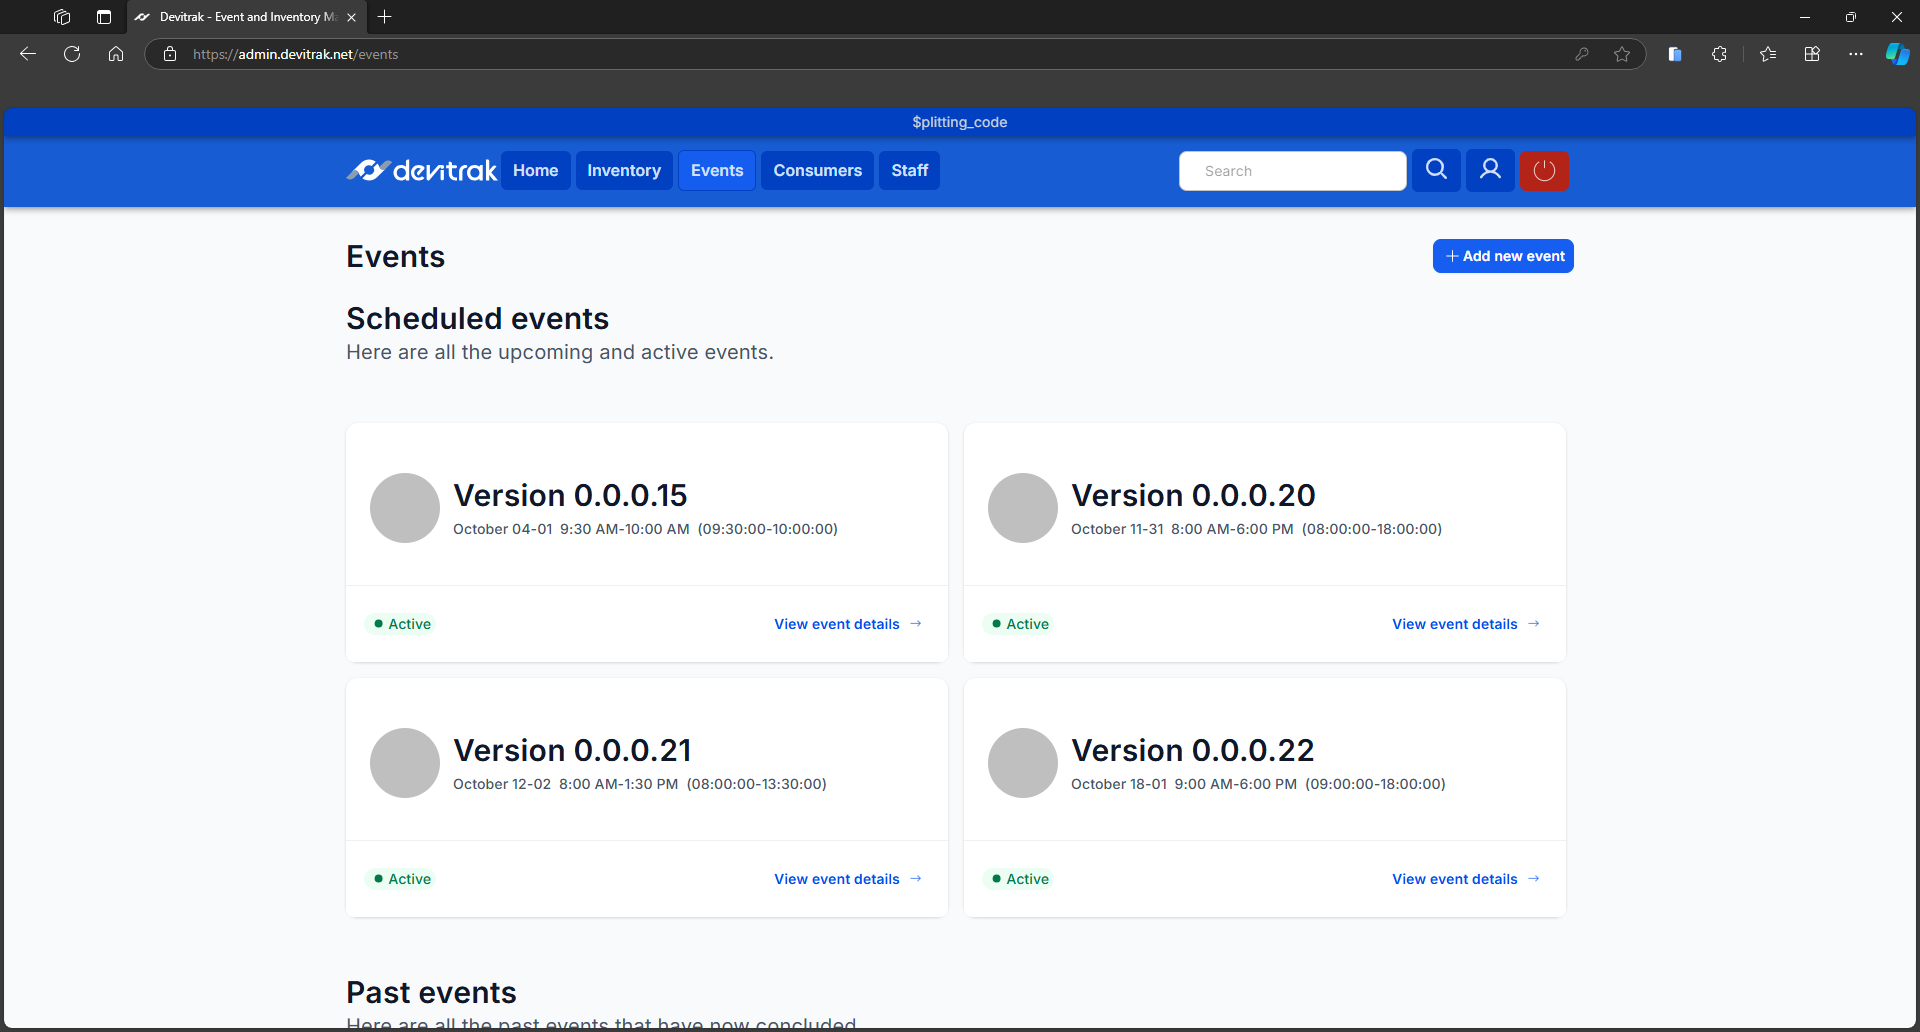 Devitrak - Event and Inventory Ma
https://admin.devitrak.net/events
$plitting_code
devitrak Home Inventory Events Consumers Staff Search
Events
+ Add new event
Scheduled events
Here are all the upcoming and active events.
Version 0.0.0.15
October 04-01 9:30 AM-10:00 AM (09:30:00-10:00:00)
Active View event details →
Version 0.0.0.20
October 11-31 8:00 AM-6:00 PM (08:00:00-18:00:00)
Active View event details →
Version 0.0.0.21
October 12-02 8:00 AM-1:30 PM (08:00:00-13:30:00)
Active View event details →
Version 0.0.0.22
October 18-01 9:00 AM-6:00 PM (09:00:00-18:00:00)
Active View event details →
Past events
Here are all the past events that have now concluded